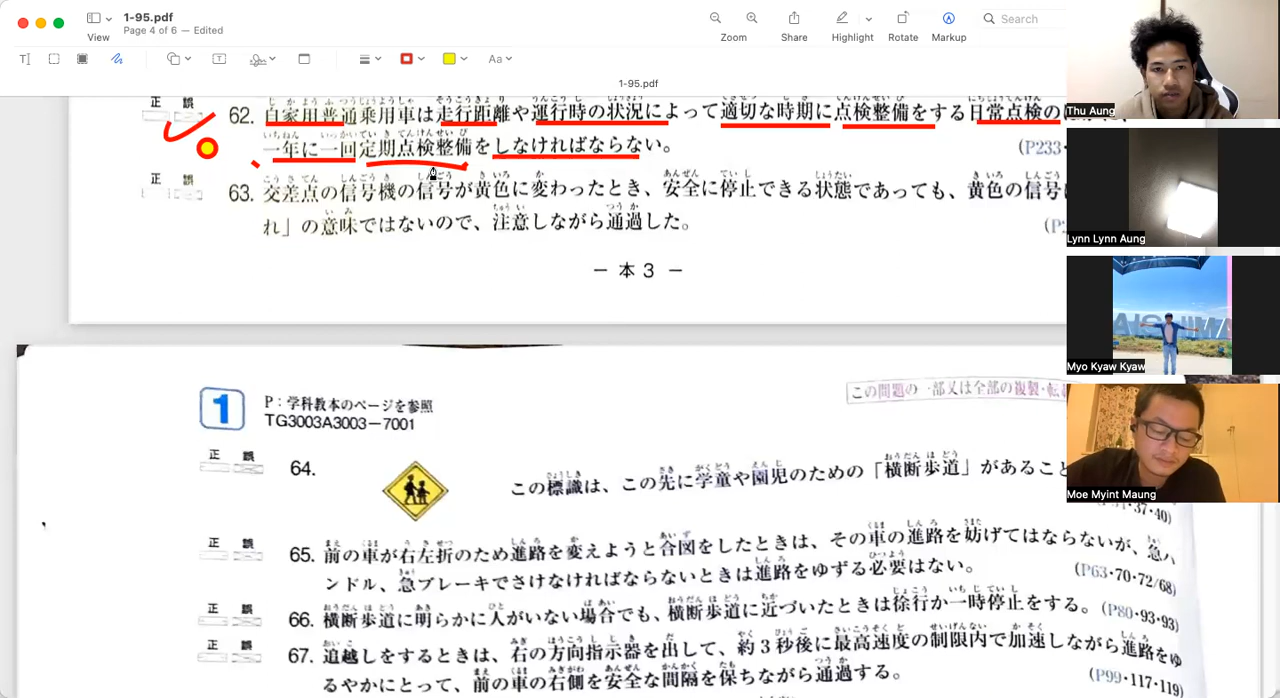 1-95.pdf
Page 4 of 6 — Edited
View
Zoom
Share
Highlight
Rotate
Markup
Search
Aa
1-95.pdf
正 誤
62. 自家用普通乗用車は走行距離や運行時の状況によって適切な時期に点検整備をする日常点検の
一年に一回定期点検整備をしなければならない。
(P233
正 誤
63. 交差点の信号機の信号が黄色に変わったとき、安全に停止できる状態であっても、黄色の信号
れ」の意味ではないので、注意しながら通過した。
— 本 3 —
1
P：学科教本のページを参照
TG3003A3003－7001
この問題の一部又は全部の複製・転
正 誤
64.
この標識は、この先に学童や園児のための「横断歩道」があること
37・40)
正 誤
65. 前の車が右左折のため進路を変えようと合図をしたときは、その車の進路を妨げてはならないが、急ハ
ンドル、急ブレーキでさけなければならないときは進路をゆずる必要はない。
(P63・70・72/68)
正 誤
66. 横断歩道に明らかに人がいない場合でも、横断歩道に近づいたときは徐行か一時停止をする。
(P80・93・93)
正 誤
67. 追越しをするときは、右の方向指示器を出して、約3秒後に最高速度の制限内で加速しながら進路をゆ
るやかにとって、前の車の右側を安全な間隔を保ちながら通過する。
(P99・117・119)
Thu Aung
Lynn Lynn Aung
Myo Kyaw Kyaw
Moe Myint Maung